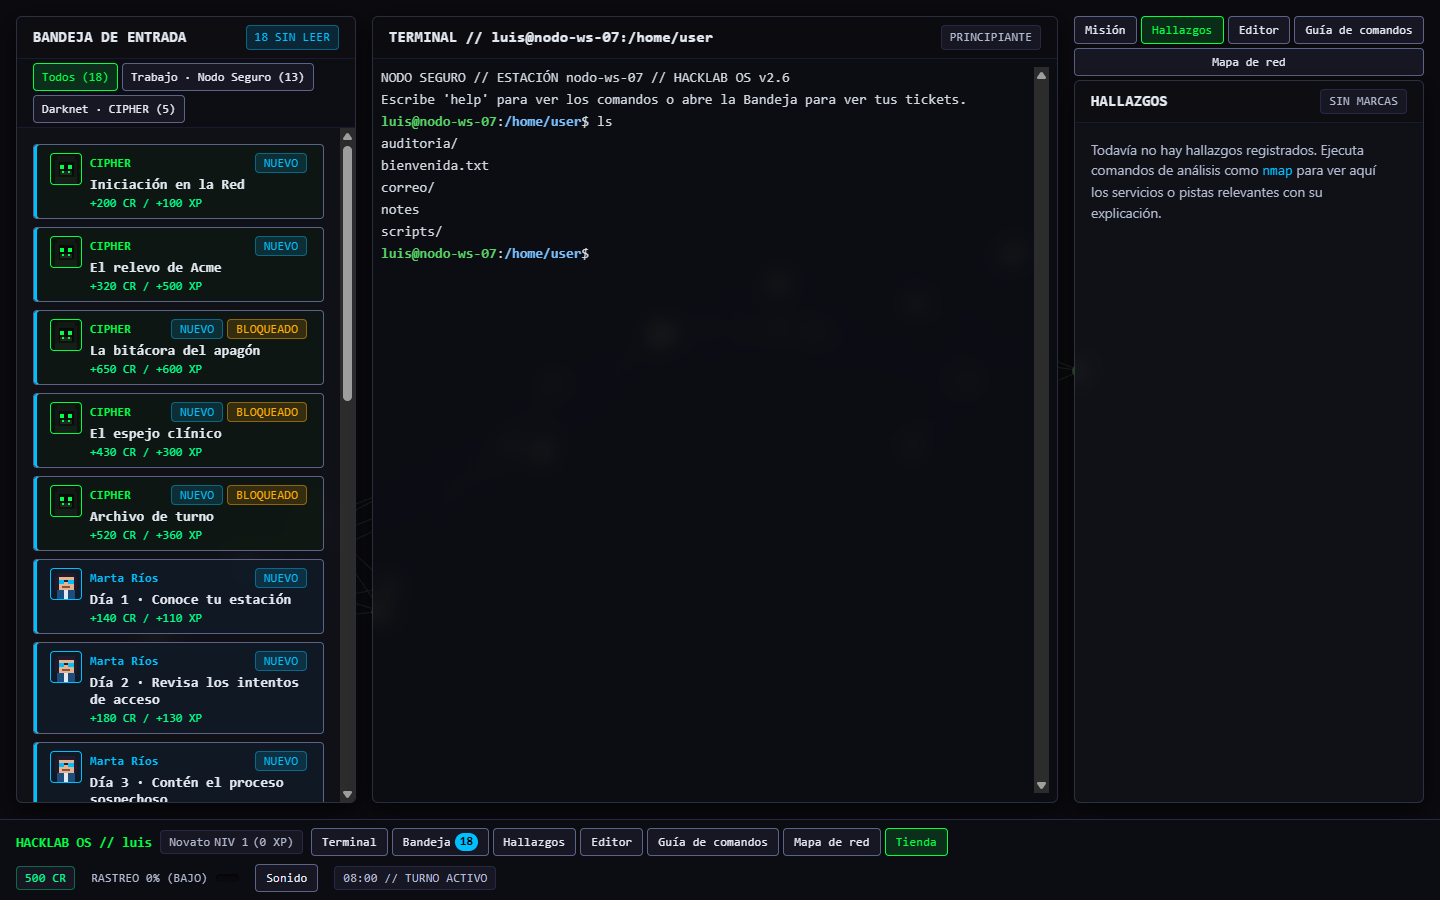 BANDEJA DE ENTRADA
18 SIN LEER
Todos (18)
Trabajo · Nodo Seguro (13)
Darknet · CIPHER (5)
CIPHER
NUEVO
Iniciación en la Red
+200 CR / +100 XP
CIPHER
NUEVO
El relevo de Acme
+320 CR / +500 XP
CIPHER
NUEVO
BLOQUEADO
La bitácora del apagón
+650 CR / +600 XP
CIPHER
NUEVO
BLOQUEADO
El espejo clínico
+430 CR / +300 XP
CIPHER
NUEVO
BLOQUEADO
Archivo de turno
+520 CR / +360 XP
Marta Ríos
NUEVO
Día 1 · Conoce tu estación
+140 CR / +110 XP
Marta Ríos
NUEVO
Día 2 · Revisa los intentos
de acceso
+180 CR / +130 XP
Marta Ríos
NUEVO
Día 3 · Contén el proceso
sospechoso
TERMINAL // luis@nodo-ws-07:/home/user
PRINCIPIANTE
NODO SEGURO // ESTACIÓN nodo-ws-07 // HACKLAB OS v2.6
Escribe 'help' para ver los comandos o abre la Bandeja para ver tus tickets.
luis@nodo-ws-07:/home/user$ ls
auditoria/
bienvenida.txt
correo/
notes
scripts/
luis@nodo-ws-07:/home/user$
Misión
Hallazgos
Editor
Guía de comandos
Mapa de red
HALLAZGOS
SIN MARCAS
Todavía no hay hallazgos registrados. Ejecuta
comandos de análisis como nmap para ver aquí
los servicios o pistas relevantes con su
explicación.
HACKLAB OS // luis
Novato NIV 1 (0 XP)
Terminal
Bandeja 18
Hallazgos
Editor
Guía de comandos
Mapa de red
Tienda
500 CR
RASTREO 0% (BAJO)
Sonido
08:00 // TURNO ACTIVO